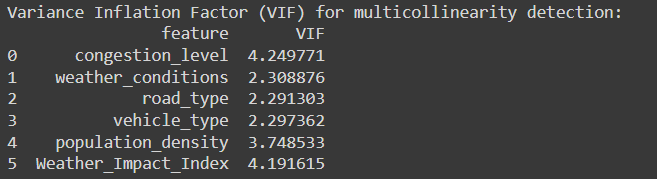 Variance Inflation Factor (VIF) for multicollinearity detection:
feature VIF
0 congestion_level 4.249771
1 weather_conditions 2.308876
2 road_type 2.291303
3 vehicle_type 2.297362
4 population_density 3.748533
5 Weather_Impact_Index 4.191615